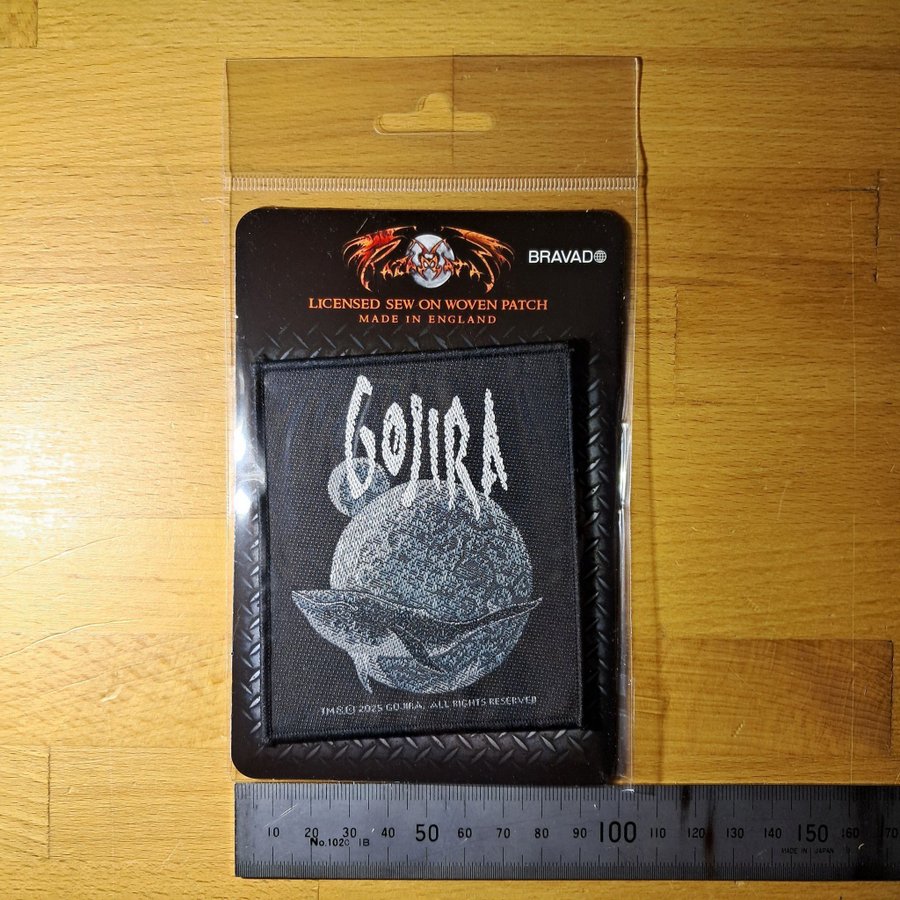 RAZAMATAZ
BRAVADO
LICENSED SEW ON WOVEN PATCH
MADE IN ENGLAND
GOJIRA
TM & © 2025 GOJIRA. ALL RIGHTS RESERVED
10 20 30 40 50 60 70 80 90 100 110 120 130 140 150 160 170
No.1020 1B
MADE IN JAPAN